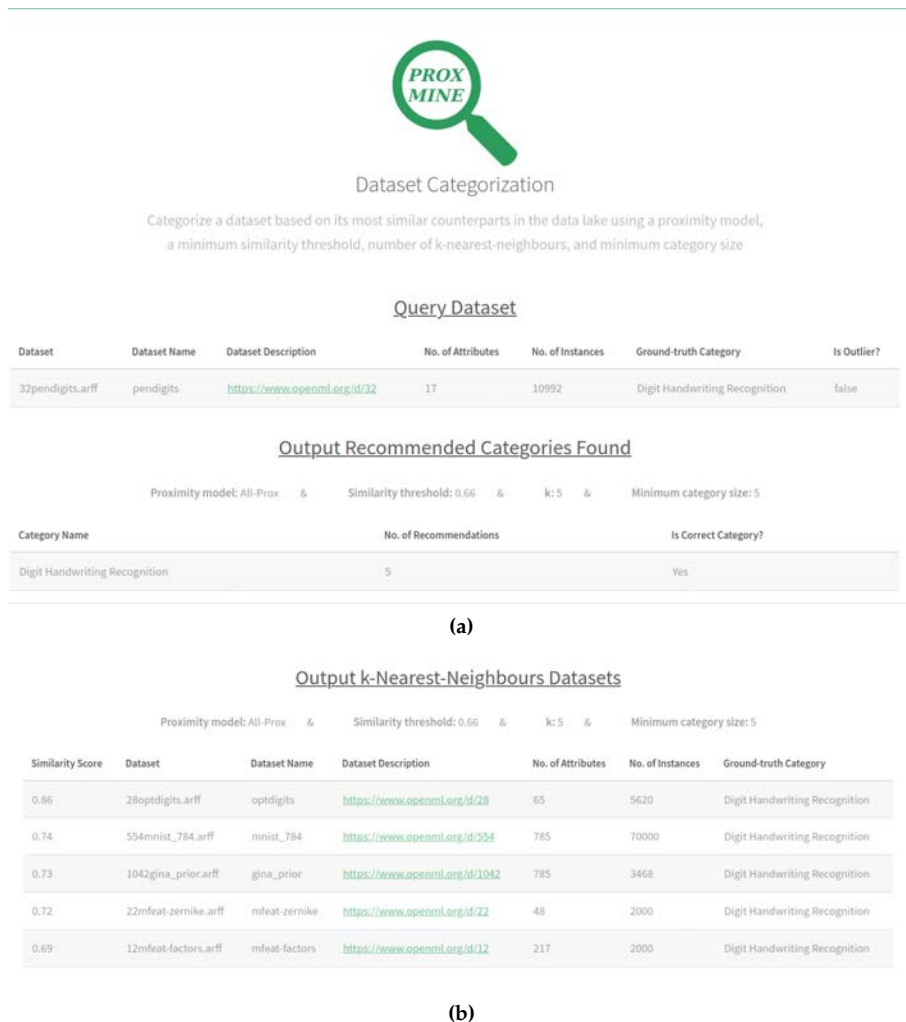 PROX
MINE
Dataset Categorization
Categorize a dataset based on its most similar counterparts in the data lake using a proximity model,
a minimum similarity threshold, number of k-nearest-neighbours, and minimum category size
Query Dataset
Dataset Dataset Name Dataset Description No. of Attributes No. of Instances Ground-truth Category Is Outlier?
32pendigits.arff pendigits https://www.openml.org/d/32 17 10992 Digit Handwriting Recognition false
Output Recommended Categories Found
Proximity model: All-Prox & Similarity threshold: 0.66 & k: 5 & Minimum category size: 5
Category Name No. of Recommendations Is Correct Category?
Digit Handwriting Recognition 5 Yes
(a)
Output k-Nearest-Neighbours Datasets
Proximity model: All-Prox & Similarity threshold: 0.66 & k: 5 & Minimum category size: 5
Similarity Score Dataset Dataset Name Dataset Description No. of Attributes No. of Instances Ground-truth Category
0.86 28optdigits.arff optdigits https://www.openml.org/d/28 65 5620 Digit Handwriting Recognition
0.74 554mnist_784.arff mnist_784 https://www.openml.org/d/554 785 70000 Digit Handwriting Recognition
0.73 1042gina_prior.arff gina_prior https://www.openml.org/d/1042 785 3468 Digit Handwriting Recognition
0.72 22mfeat-zernike.arff mfeat-zernike https://www.openml.org/d/22 48 2000 Digit Handwriting Recognition
0.69 12mfeat-factors.arff mfeat-factors https://www.openml.org/d/12 217 2000 Digit Handwriting Recognition
(b)